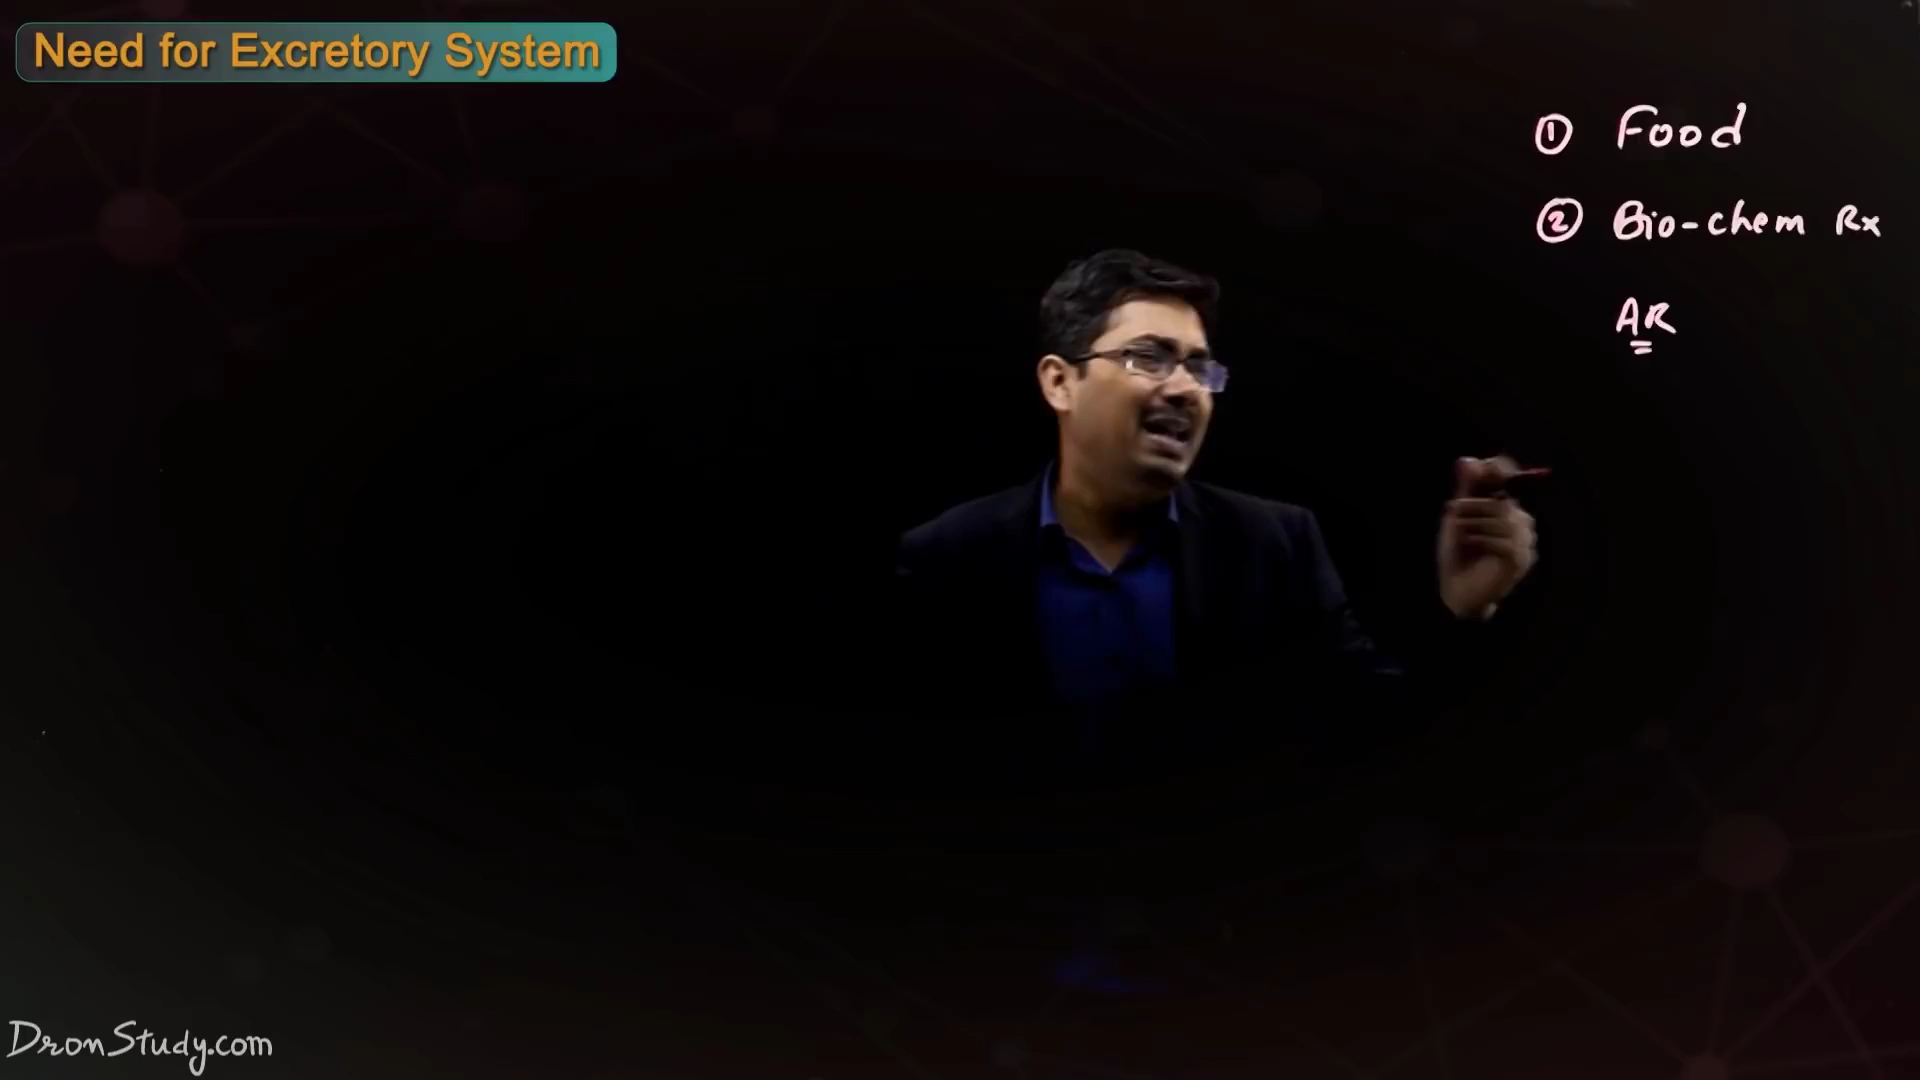 Need for Excretory System
① Food
② Bio-chem Rx
AR
DronStudy.com